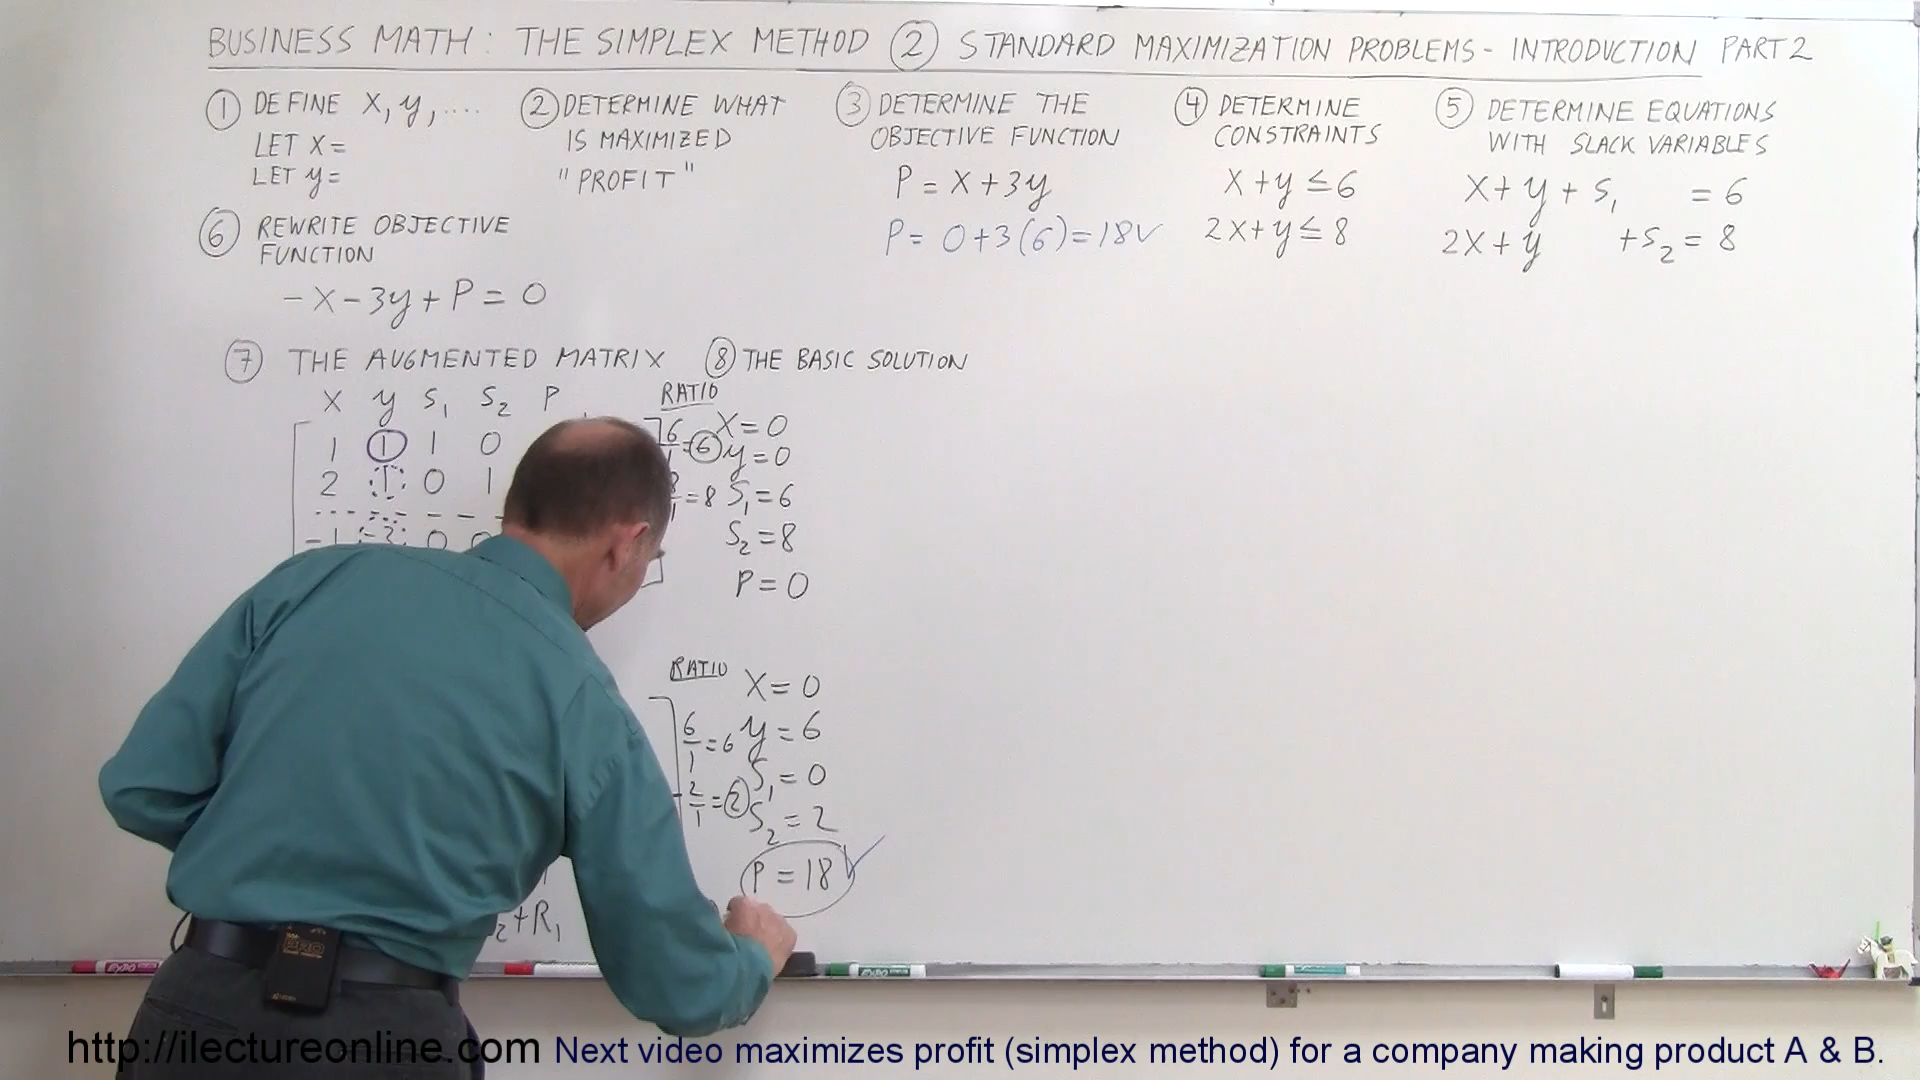 BUSINESS MATH: THE SIMPLEX METHOD ② STANDARD MAXIMIZATION PROBLEMS - INTRODUCTION PART 2
① DEFINE X, y, ....
LET X =
LET y =
② DETERMINE WHAT
IS MAXIMIZED
"PROFIT"
③ DETERMINE THE
OBJECTIVE FUNCTION
P = X + 3y
P = 0 + 3(6) = 18 ✓
④ DETERMINE
CONSTRAINTS
X + y ≤ 6
2X + y ≤ 8
⑤ DETERMINE EQUATIONS
WITH SLACK VARIABLES
X + y + S₁ = 6
2X + y + S₂ = 8
⑥ REWRITE OBJECTIVE
FUNCTION
-X - 3y + P = 0
⑦ THE AUGMENTED MATRIX
X y S₁ S₂ P
1 1 1 0
2 1 0 1
-1 -3 0 0
⑧ THE BASIC SOLUTION
RATIO
6/1 = 6
8/1 = 8
X = 0
y = 0
S₁ = 6
S₂ = 8
P = 0
RATIO
6/1 = 6
2/1 = 2
X = 0
y = 6
S₁ = 0
S₂ = 2
P = 18 ✓
₂ + R₁
EXPO
EXPO
PRO
http://ilectureonline.com Next video maximizes profit (simplex method) for a company making product A & B.